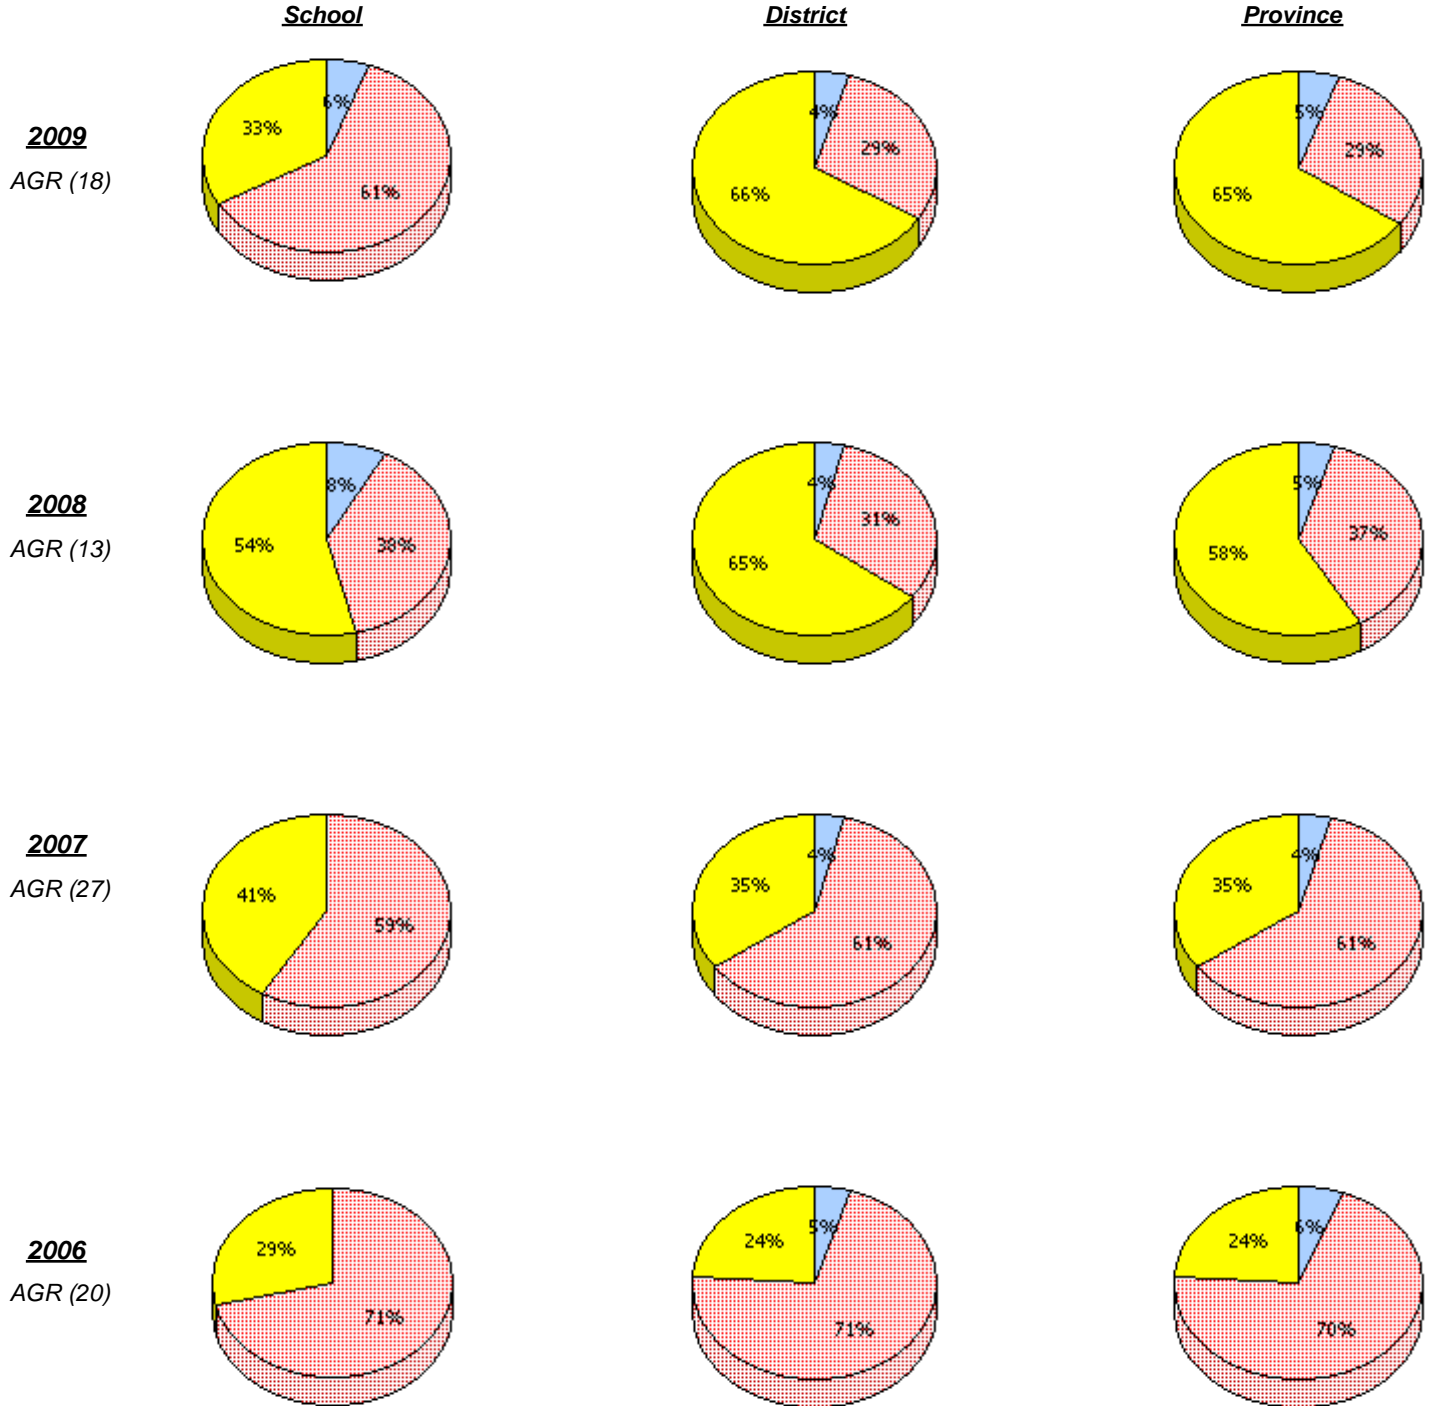 School District Province
2009
AGR (18)
33% 6% 61%
66% 4% 29%
65% 5% 29%
2008
AGR (13)
54% 8% 38%
65% 4% 31%
58% 5% 37%
2007
AGR (27)
41% 59%
35% 4% 61%
35% 4% 61%
2006
AGR (20)
29% 71%
24% 5% 71%
24% 6% 70%